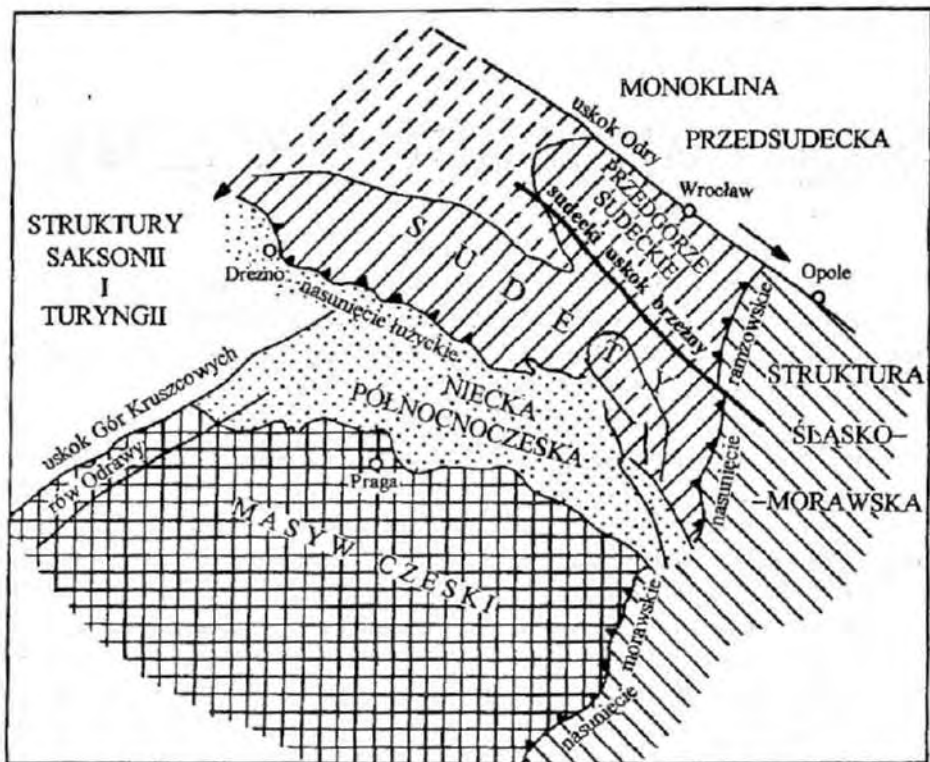 MONOKLINA
PRZEDSUDECKA
uskok Odry
Wrocław
PRZEDGÓRZE
SUDECKIE
sudecki uskok brzeżny
Opole
STRUKTURY
SAKSONII
I
TURYNGII
SUDETY
Drezno
nasunięcie łużyckie
nasunięcie ramzowskie
STRUKTURA
ŚLĄSKO–
–MORAWSKA
NIECKA
PÓŁNOCNOCZESKA
uskok Gór Kruszcowych
rów Odrawy
Praga
MASYW CZESKI
nasunięcie morawskie